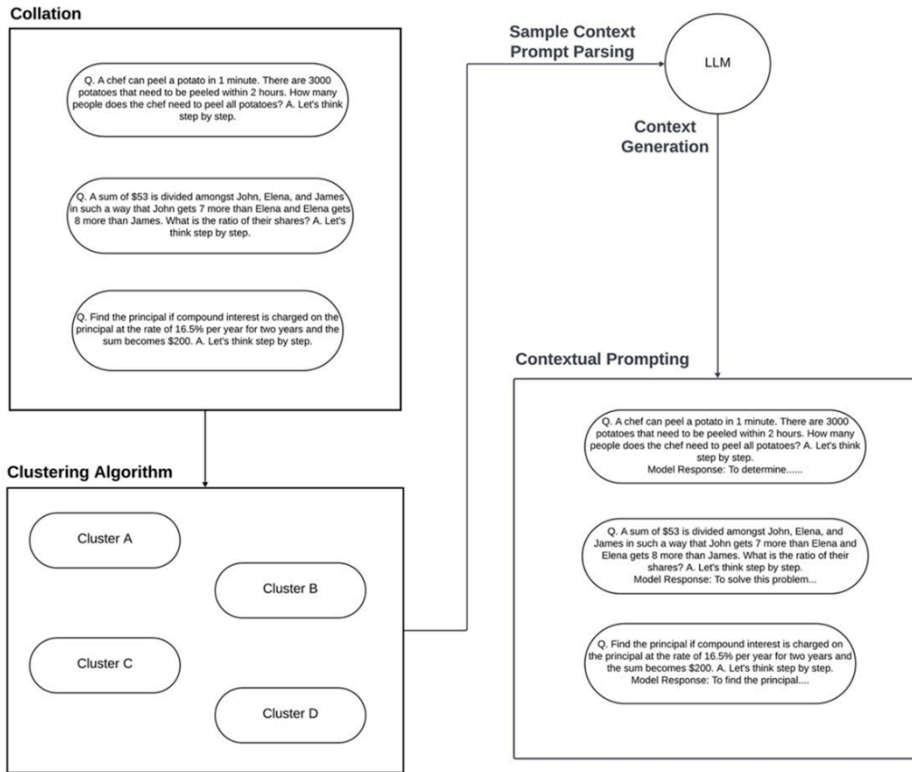 Collation
Q. A chef can peel a potato in 1 minute. There are 3000
potatoes that need to be peeled within 2 hours. How many
people does the chef need to peel all potatoes? A. Let's think
step by step.
Q. A sum of $53 is divided amongst John, Elena, and James
in such a way that John gets 7 more than Elena and Elena gets
8 more than James. What is the ratio of their shares? A. Let's
think step by step.
Q. Find the principal if compound interest is charged on the
principal at the rate of 16.5% per year for two years and the
sum becomes $200. A. Let's think step by step.
Clustering Algorithm
Cluster A
Cluster B
Cluster C
Cluster D
Sample Context
Prompt Parsing
LLM
Context
Generation
Contextual Prompting
Q. A chef can peel a potato in 1 minute. There are 3000
potatoes that need to be peeled within 2 hours. How many
people does the chef need to peel all potatoes? A. Let's think
step by step.
Model Response: To determine......
Q. A sum of $53 is divided amongst John, Elena, and
James in such a way that John gets 7 more than Elena and
Elena gets 8 more than James. What is the ratio of their
shares? A. Let's think step by step.
Model Response: To solve this problem...
Q. Find the principal if compound interest is charged on
the principal at the rate of 16.5% per year for two years and
the sum becomes $200. A. Let's think step by step.
Model Response: To find the principal....